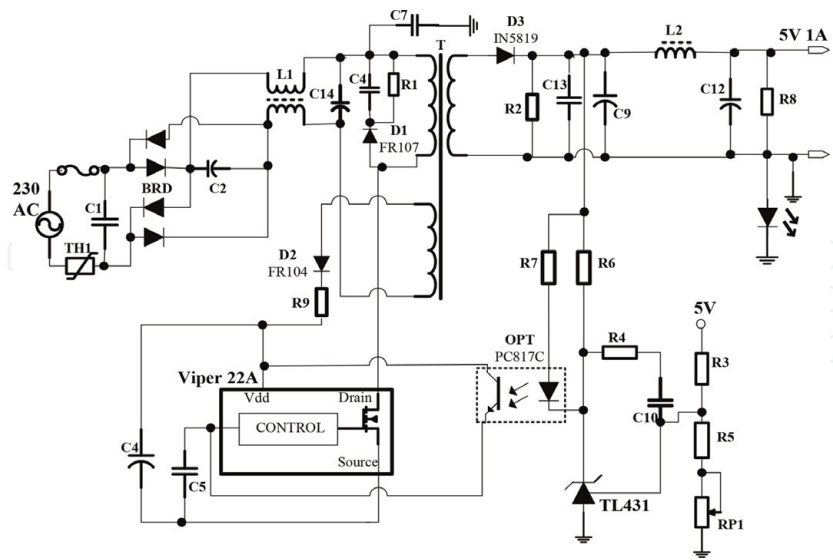 C7
T
D3
IN5819
L2
5V 1A
L1
C14
C4
R1
D1
FR107
R2
C13
C9
C12
R8
230
AC
BRD
C2
C1
TH1
D2
FR104
R9
R7
R6
OPT
PC817C
R4
5V
R3
C10
R5
RP1
TL431
Viper 22A
Vdd
Drain
CONTROL
Source
C4
C5